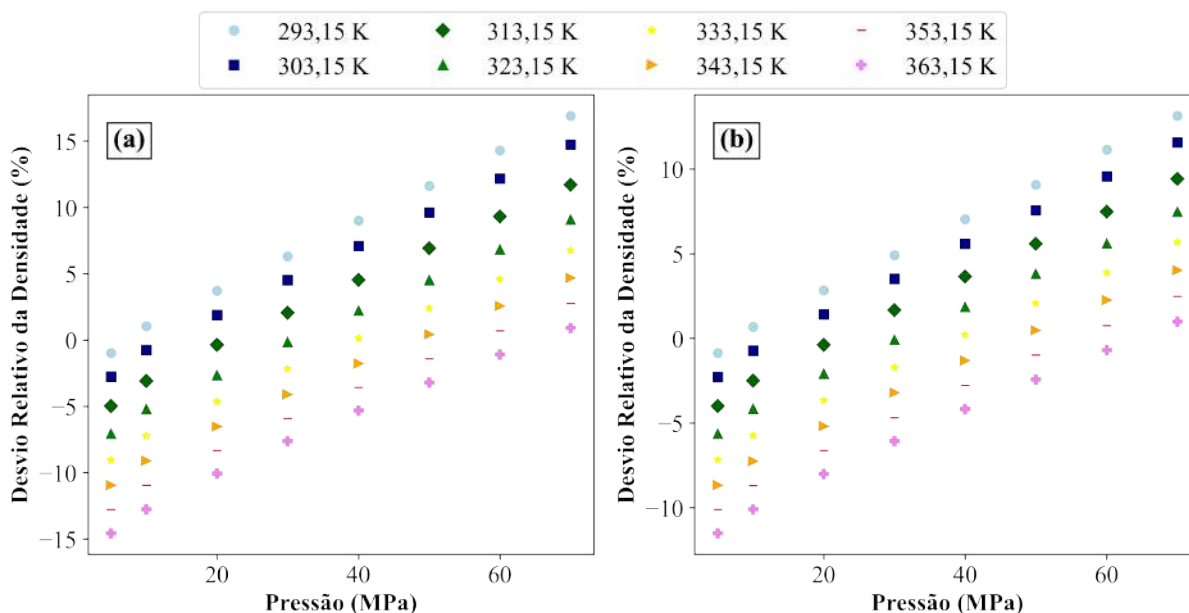 293,15 K 313,15 K 333,15 K 353,15 K
303,15 K 323,15 K 343,15 K 363,15 K
(a)
Desvio Relativo da Densidade (%)
15
10
5
0
−5
−10
−15
20 40 60
Pressão (MPa)
(b)
Desvio Relativo da Densidade (%)
10
5
0
−5
−10
20 40 60
Pressão (MPa)